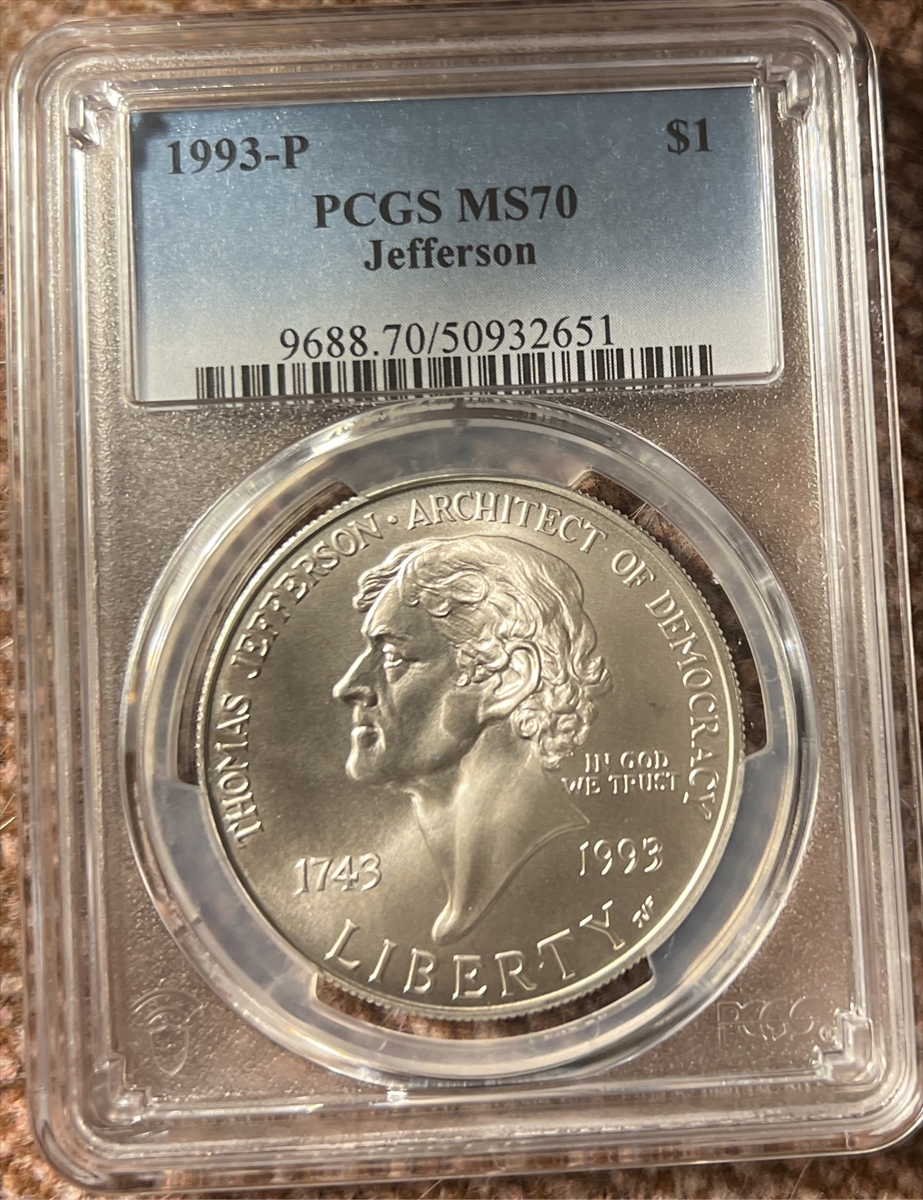 1993-P $1
PCGS MS70
Jefferson
9688.70/50932651
THOMAS JEFFERSON · ARCHITECT OF DEMOCRACY
IN GOD
WE TRUST
1743 1993
LIBERTY
TJF
PCGS